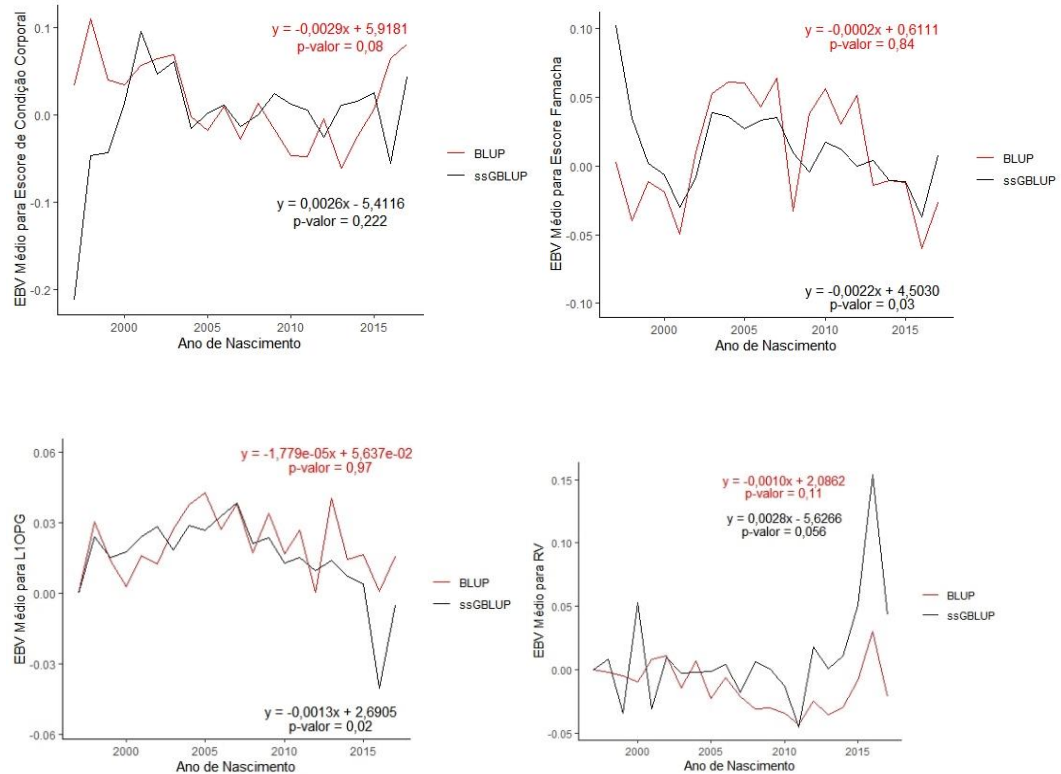 y = -0,0029x + 5,9181
p-valor = 0,08
EBV Médio para Escore de Condição Corporal
0.1
0.0
-0.1
-0.2
BLUP
ssGBLUP
y = 0,0026x - 5,4116
p-valor = 0,222
2000 2005 2010 2015
Ano de Nascimento
y = -0,0002x + 0,6111
p-valor = 0,84
EBV Médio para Escore Famacha
0.10
0.05
0.00
-0.05
-0.10
BLUP
ssGBLUP
y = -0,0022x + 4,5030
p-valor = 0,03
2000 2005 2010 2015
Ano de Nascimento
y = -1,779e-05x + 5,637e-02
p-valor = 0,97
EBV Médio para L1OPG
0.06
0.03
0.00
-0.03
-0.06
BLUP
ssGBLUP
y = -0,0013x + 2,6905
p-valor = 0,02
2000 2005 2010 2015
Ano de Nascimento
y = -0,0010x + 2,0862
p-valor = 0,11
y = 0,0028x - 5,6266
p-valor = 0,056
EBV Médio para RV
0.15
0.10
0.05
0.00
-0.05
BLUP
ssGBLUP
2000 2005 2010 2015
Ano de Nascimento